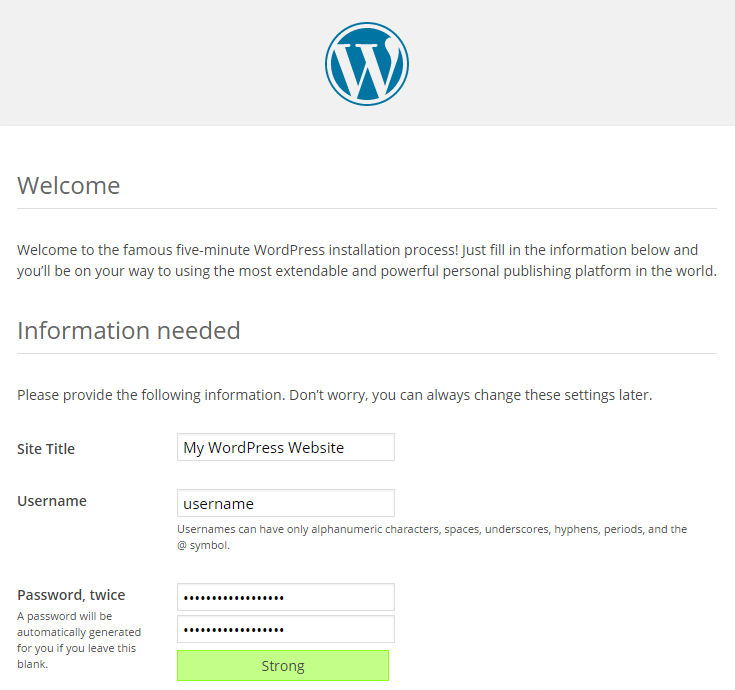 Welcome
Welcome to the famous five-minute WordPress installation process! Just fill in the information below and
you’ll be on your way to using the most extendable and powerful personal publishing platform in the world.
Information needed
Please provide the following information. Don’t worry, you can always change these settings later.
Site Title
My WordPress Website
Username
username
Usernames can have only alphanumeric characters, spaces, underscores, hyphens, periods, and the
@ symbol.
Password, twice
A password will be
automatically generated
for you if you leave this
blank.
••••••••••••••••••
••••••••••••••••••
Strong